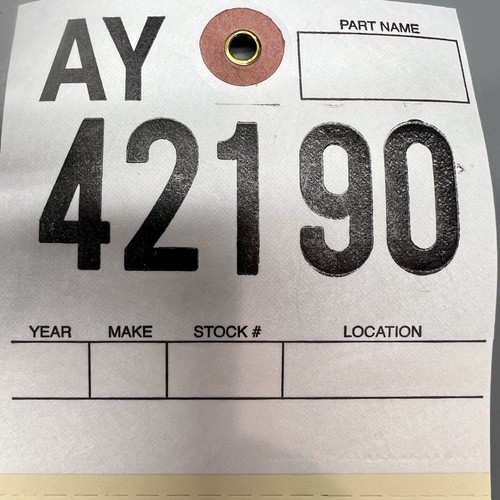 AY
PART NAME
42190
YEAR MAKE STOCK # LOCATION